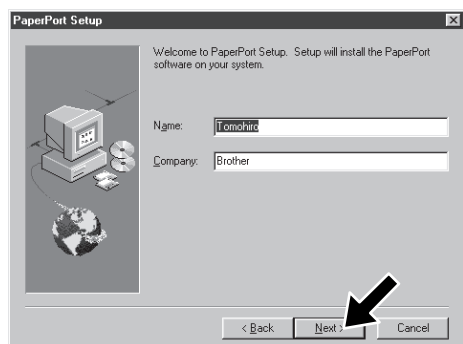 PaperPort Setup
Welcome to PaperPort Setup. Setup will install the PaperPort
software on your system.
Name: Tomohiro
Company: Brother
< Back Next > Cancel